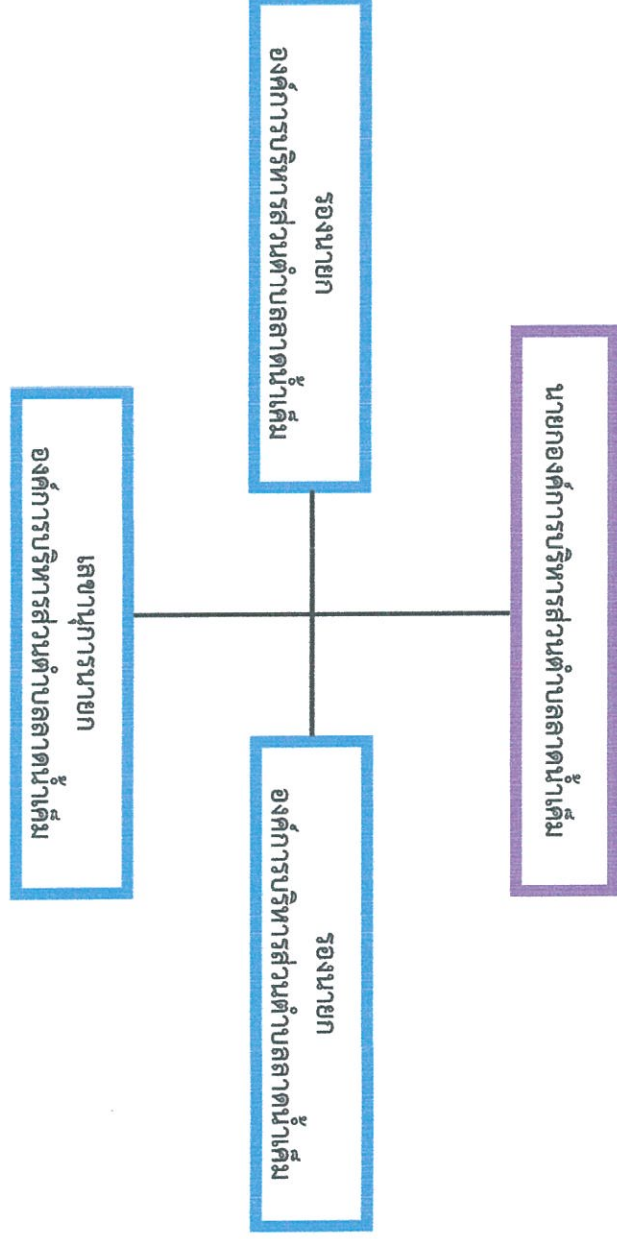 นายกองค์การบริหารส่วนตำบลลาดน้ำเค็ม
รองนายก
องค์การบริหารส่วนตำบลลาดน้ำเค็ม
รองนายก
องค์การบริหารส่วนตำบลลาดน้ำเค็ม
เลขานุการนายก
องค์การบริหารส่วนตำบลลาดน้ำเค็ม